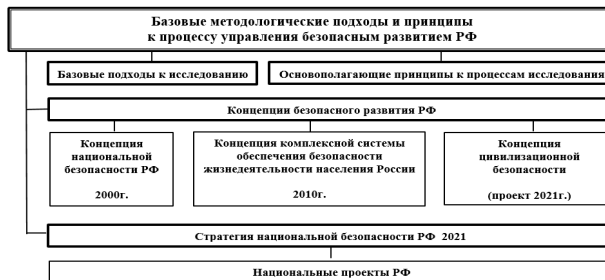 Базовые методологические подходы и принципы
к процессу управления безопасным развитием РФ
Базовые подходы к исследованию
Основополагающие принципы к процессам исследования
Концепции безопасного развития РФ
Концепция
национальной
безопасности РФ
2000г.
Концепция комплексной системы
обеспечения безопасности
жизнедеятельности населения России
2010г.
Концепция
цивилизационной
безопасности
(проект 2021г.)
Стратегия национальной безопасности РФ 2021
Национальные проекты РФ